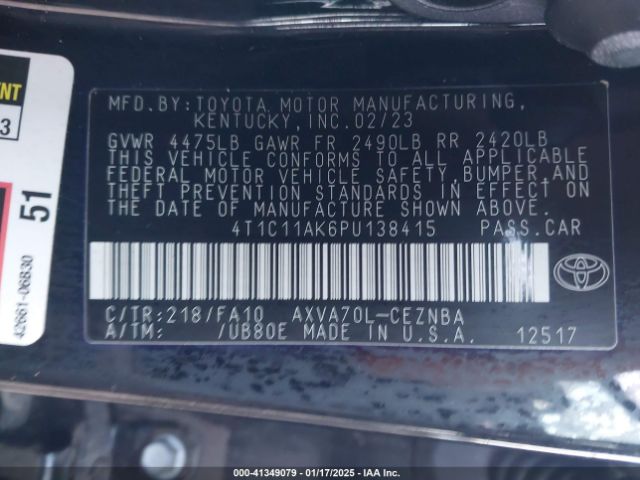 MFD.BY:TOYOTA MOTOR MANUFACTURING,
KENTUCKY,INC.02/23
GVWR 4475LB GAWR FR 2490LB RR 2420LB
THIS VEHICLE CONFORMS TO ALL APPLICABLE
FEDERAL MOTOR VEHICLE SAFETY,BUMPER,AND
THEFT PREVENTION STANDARDS IN EFFECT ON
THE DATE OF MANUFACTURE SHOWN ABOVE.
4T1C11AK6PU138415 PASS.CAR
C/TR:218/FA10 AXVA70L-CEZNBA
A/TM: /UB80E MADE IN U.S.A. 12517
51
42661-06B30
000-41349079 - 01/17/2025 - IAA Inc.